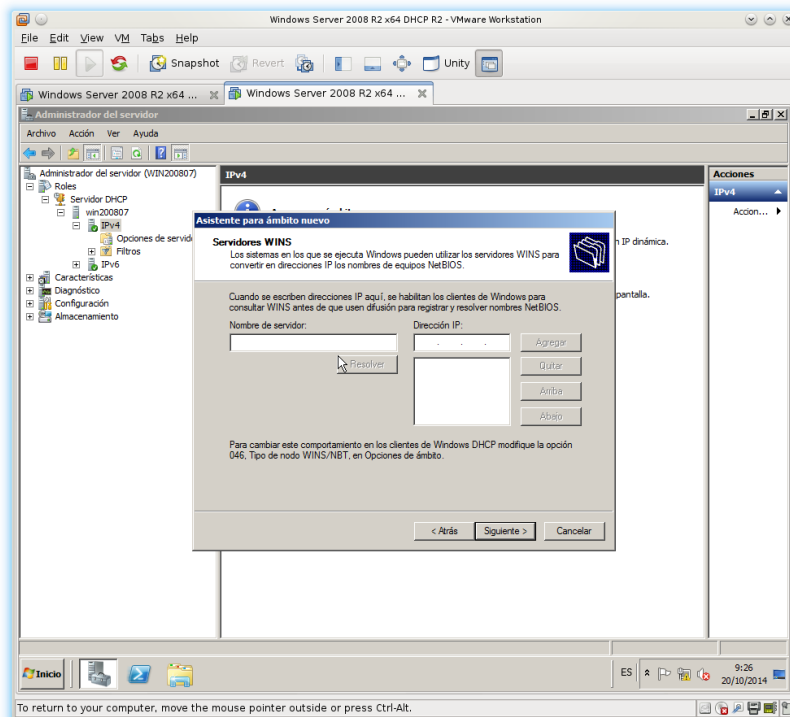 Windows Server 2008 R2 x64 DHCP R2 - VMware Workstation
File Edit View VM Tabs Help
Snapshot Revert Unity
Windows Server 2008 R2 x64 ... Windows Server 2008 R2 x64 ...
Administrador del servidor
Archivo Acción Ver Ayuda
Administrador del servidor (WIN200807)
Roles
Servidor DHCP
win200807
IPv4
Opciones de servid
Filtros
IPv6
Características
Diagnóstico
Configuración
Almacenamiento
IPv4
n IP dinámica.
pantalla.
Acciones
IPv4
Accion...
Asistente para ámbito nuevo
Servidores WINS
Los sistemas en los que se ejecuta Windows pueden utilizar los servidores WINS para
convertir en direcciones IP los nombres de equipos NetBIOS.
Cuando se escriben direcciones IP aquí, se habilitan los clientes de Windows para
consultar WINS antes de que usen difusión para registrar y resolver nombres NetBIOS.
Nombre de servidor: Dirección IP:
Agregar
Resolver
Quitar
Arriba
Abajo
Para cambiar este comportamiento en los clientes de Windows DHCP modifique la opción
046, Tipo de nodo WINS/NBT, en Opciones de ámbito.
< Atrás Siguiente > Cancelar
Inicio
ES
9:26
20/10/2014
To return to your computer, move the mouse pointer outside or press Ctrl-Alt.